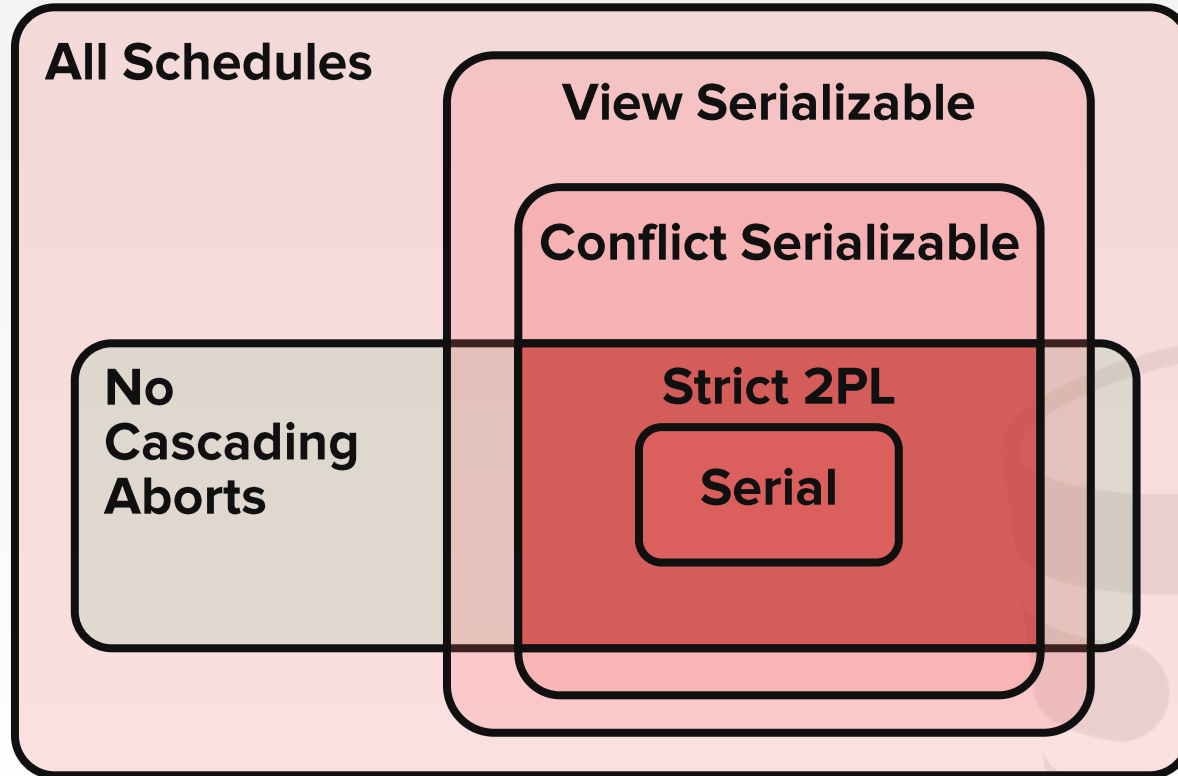 All Schedules
View Serializable
Conflict Serializable
No
Cascading
Aborts
Strict 2PL
Serial